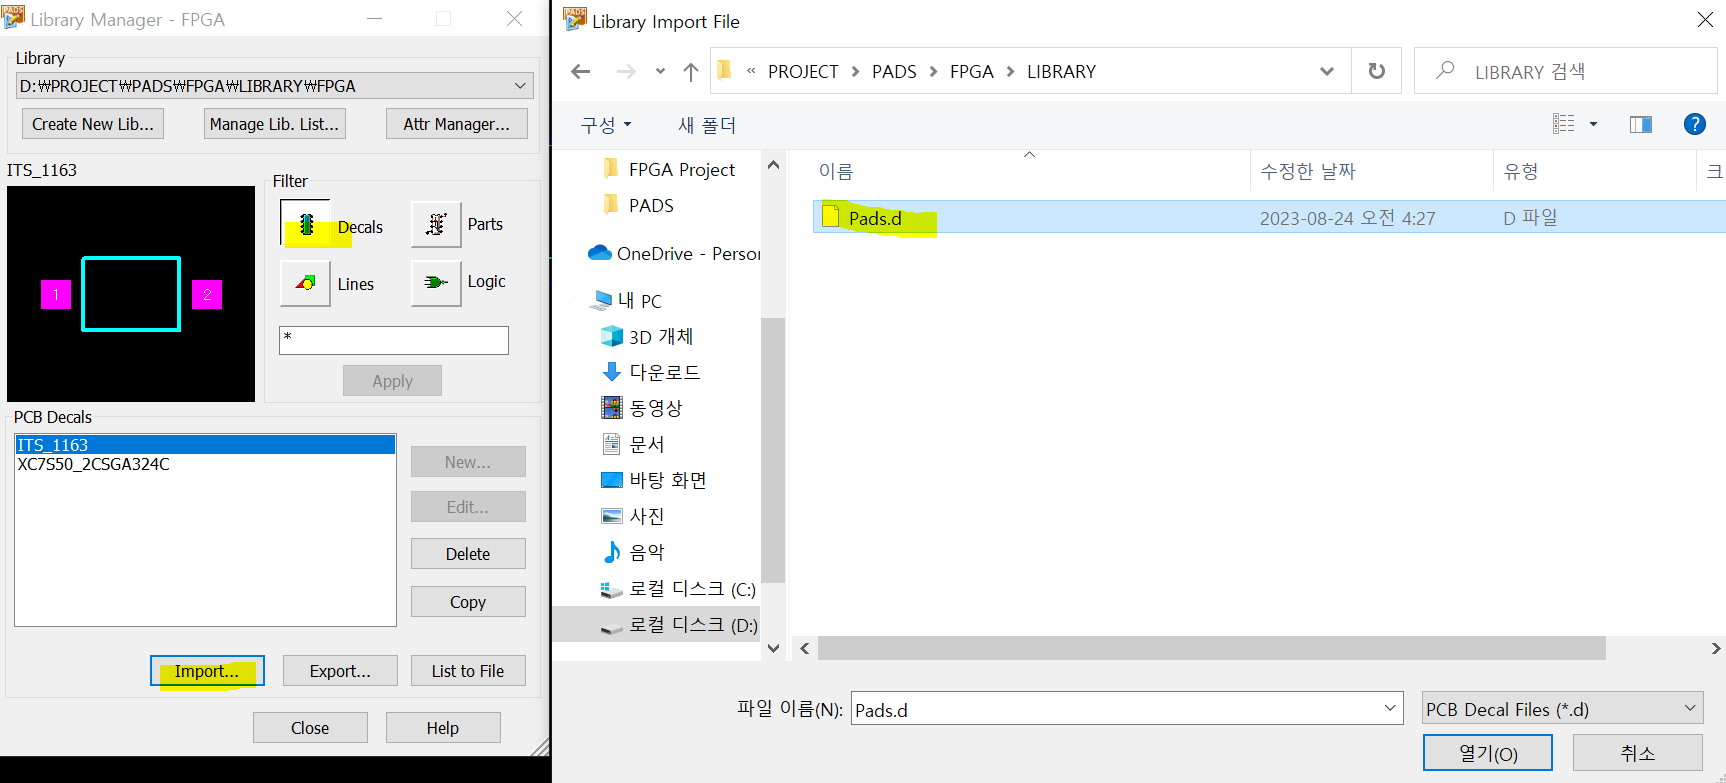 Library Manager - FPGA
Library
D:₩PROJECT₩PADS₩FPGA₩LIBRARY₩FPGA
Create New Lib...
Manage Lib. List...
Attr Manager...
ITS_1163
1
2
Filter
Decals
Parts
Lines
Logic
*
Apply
PCB Decals
ITS_1163
XC7S50_2CSGA324C
New...
Edit...
Delete
Copy
Import...
Export...
List to File
Close
Help
Library Import File
« PROJECT > PADS > FPGA > LIBRARY
LIBRARY 검색
구성
새 폴더
?
FPGA Project
PADS
OneDrive - Person
내 PC
3D 개체
다운로드
동영상
문서
바탕 화면
사진
음악
로컬 디스크 (C:)
로컬 디스크 (D:)
이름
수정한 날짜
유형
크
Pads.d
2023-08-24 오전 4:27
D 파일
파일 이름(N):
Pads.d
PCB Decal Files (*.d)
열기(O)
취소